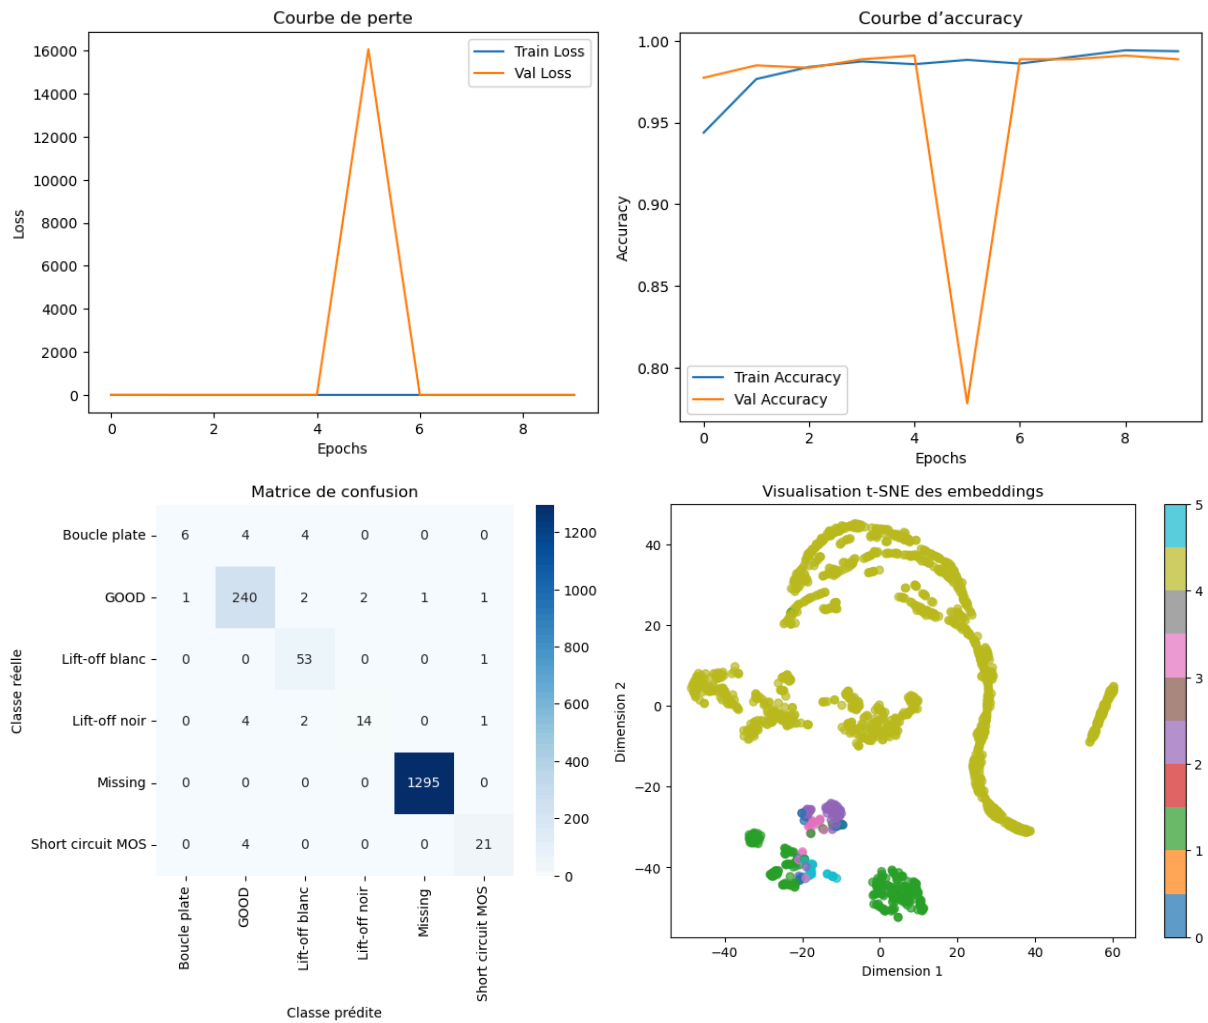 Courbe de perte
16000
14000
12000
10000
8000
6000
4000
2000
0
Loss
0 2 4 6 8
Epochs
Train Loss
Val Loss
Courbe d’accuracy
1.00
0.95
0.90
0.85
0.80
Accuracy
0 2 4 6 8
Epochs
Train Accuracy
Val Accuracy
Matrice de confusion
Classe réelle
Boucle plate 6 4 4 0 0 0
GOOD 1 240 2 2 1 1
Lift-off blanc 0 0 53 0 0 1
Lift-off noir 0 4 2 14 0 1
Missing 0 0 0 0 1295 0
Short circuit MOS 0 4 0 0 0 21
Boucle plate
GOOD
Lift-off blanc
Lift-off noir
Missing
Short circuit MOS
Classe prédite
1200
1000
800
600
400
200
0
Visualisation t-SNE des embeddings
40
20
0
−20
−40
Dimension 2
−40 −20 0 20 40 60
Dimension 1
5
4
3
2
1
0